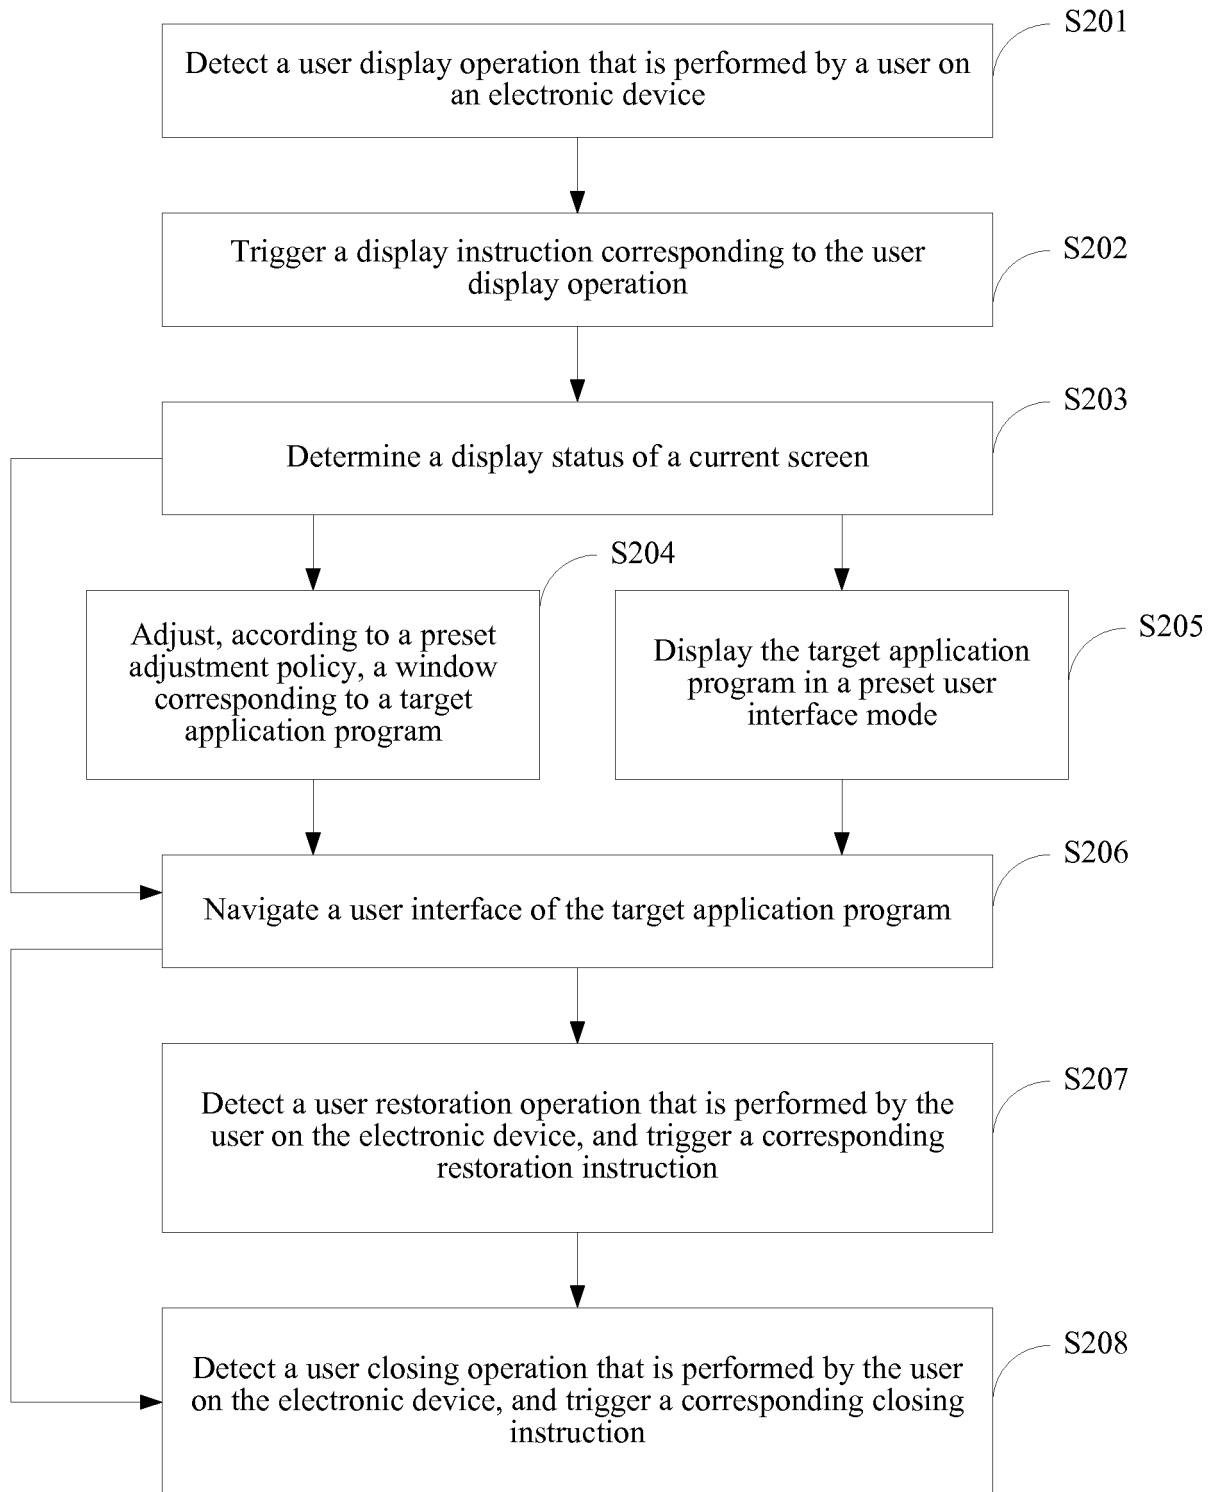 S201
Detect a user display operation that is performed by a user on
an electronic device
Trigger a display instruction corresponding to the user
display operation
S202
S203
Determine a display status of a current screen
S204
Adjust, according to a preset
adjustment policy, a window
corresponding to a target
application program
S205
Display the target application
program in a preset user
interface mode
S206
Navigate a user interface of the target application program
S207
Detect a user restoration operation that is performed by the
user on the electronic device, and trigger a corresponding
restoration instruction
S208
Detect a user closing operation that is performed by the user
on the electronic device, and trigger a corresponding closing
instruction